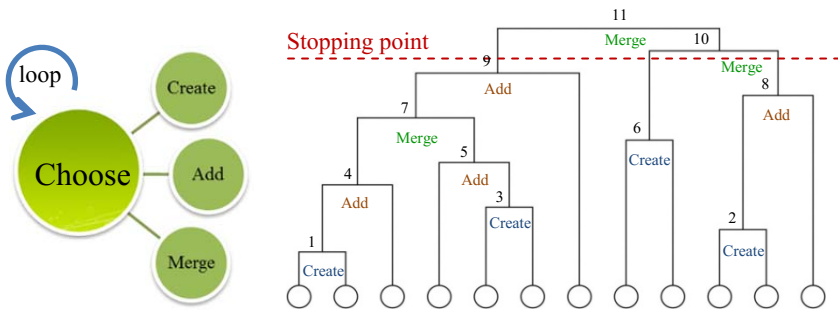 loop
Choose
Create
Add
Merge
Stopping point
11
Merge
10
Merge
9
Add
8
Add
7
Merge
6
Create
5
Add
4
Add
3
Create
2
Create
1
Create